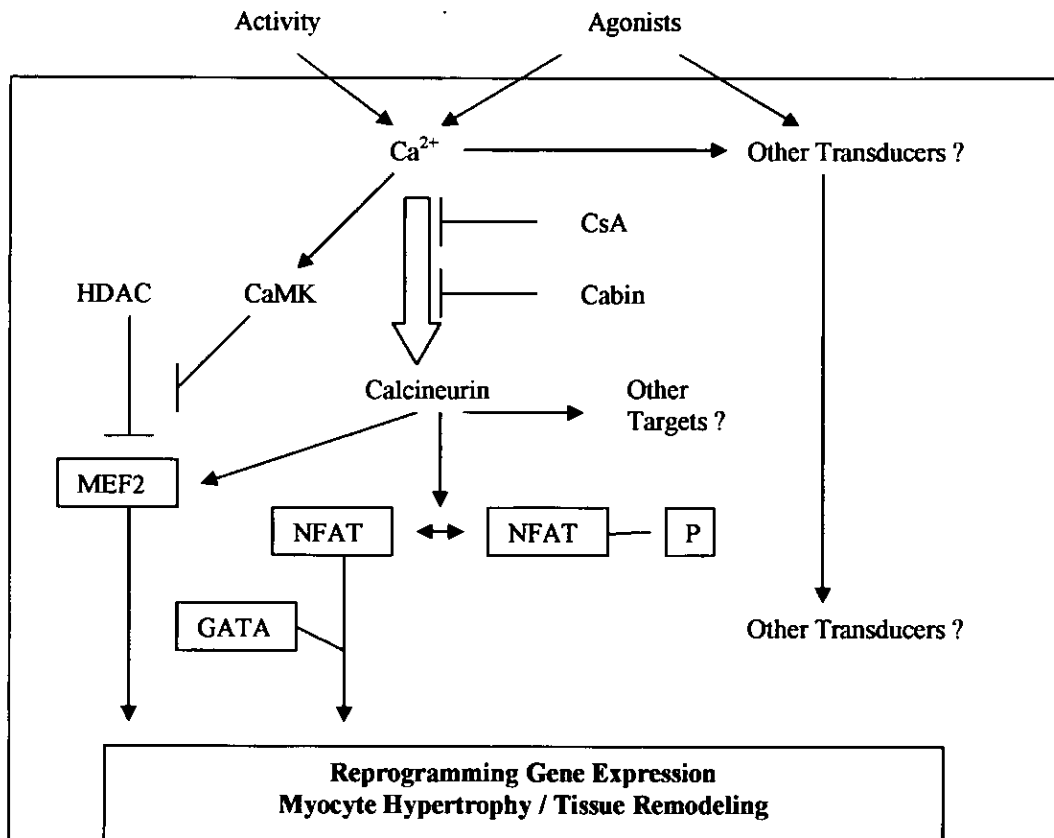 Activity
Agonists
Ca²⁺
Other Transducers ?
CsA
HDAC
CaMK
Cabin
Calcineurin
Other
Targets ?
MEF2
NFAT
NFAT
P
GATA
Other Transducers ?
Reprogramming Gene Expression
Myocyte Hypertrophy / Tissue Remodeling